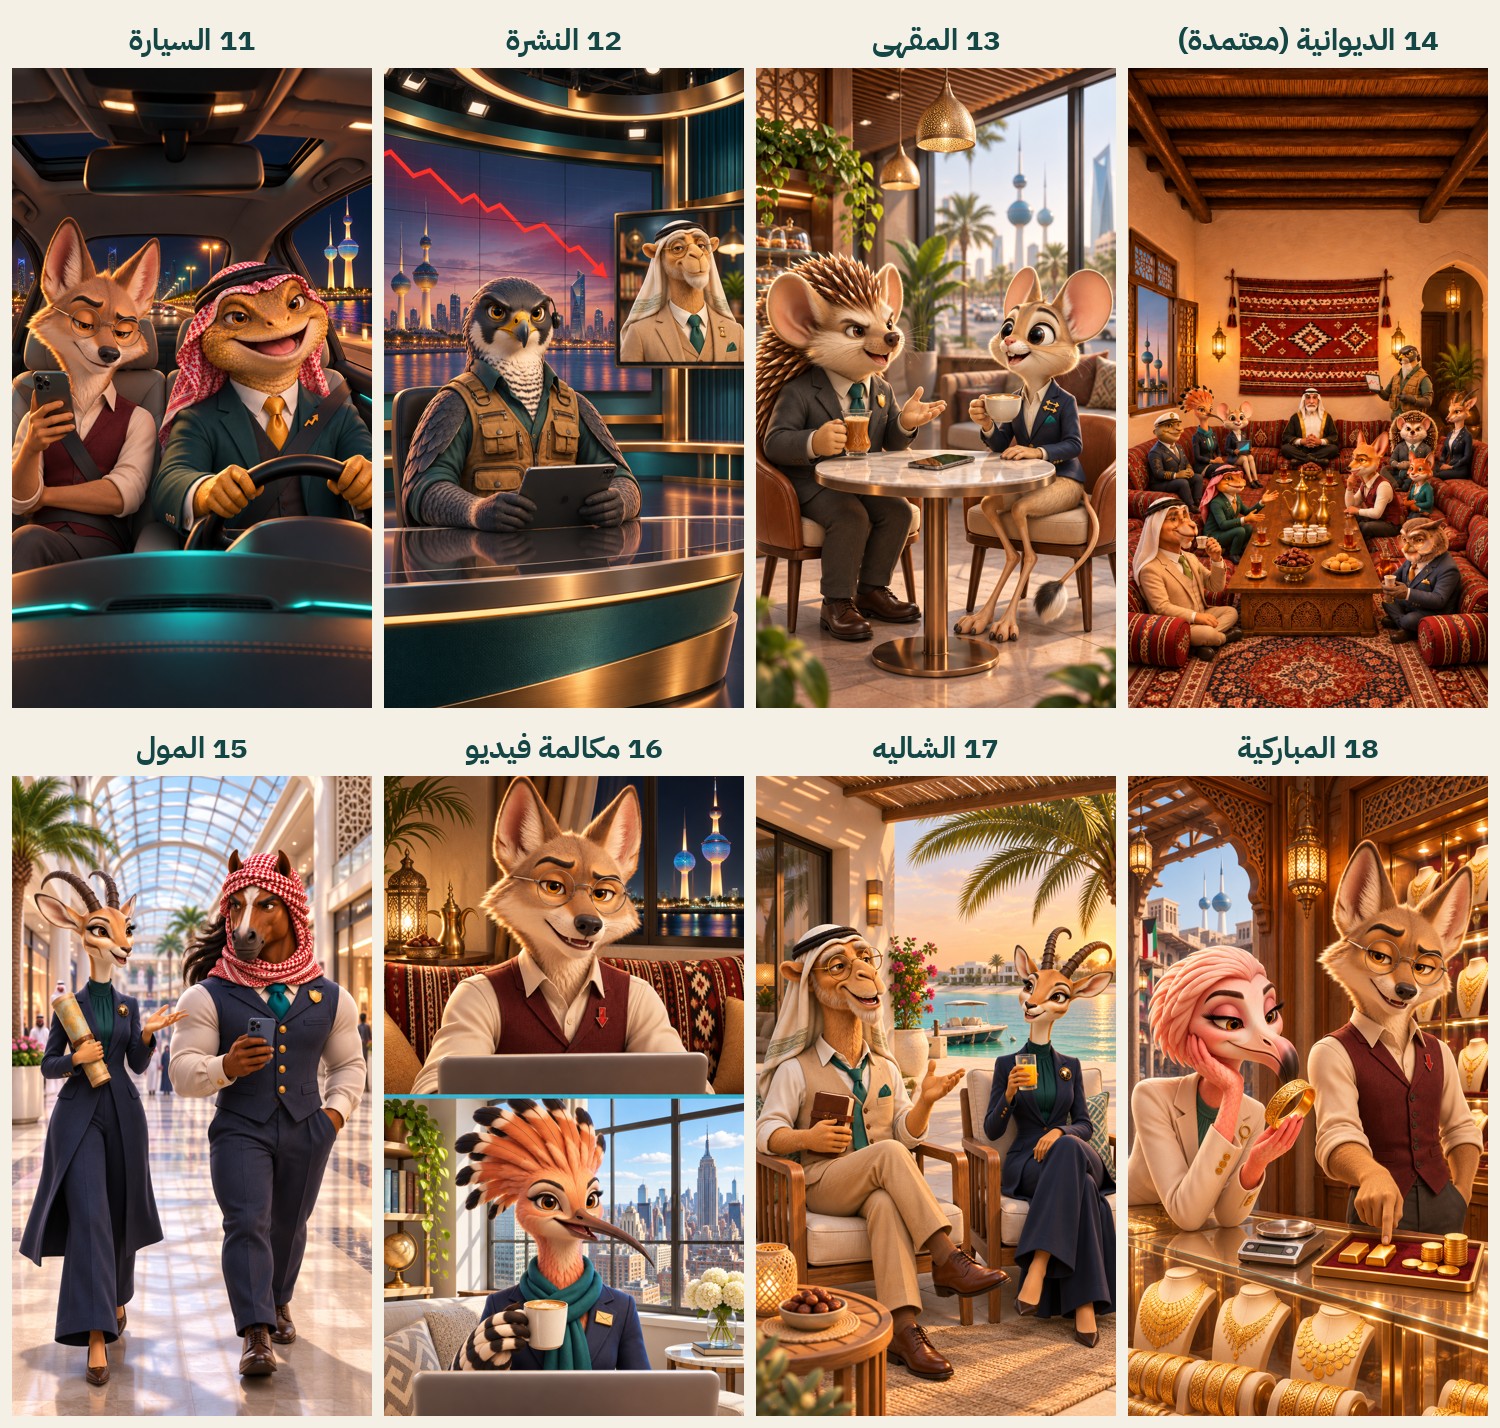 11 السيارة
12 النشرة
13 المقهى
14 الديوانية (معتمدة)
15 المول
16 مكالمة فيديو
17 الشاليه
18 المباركية